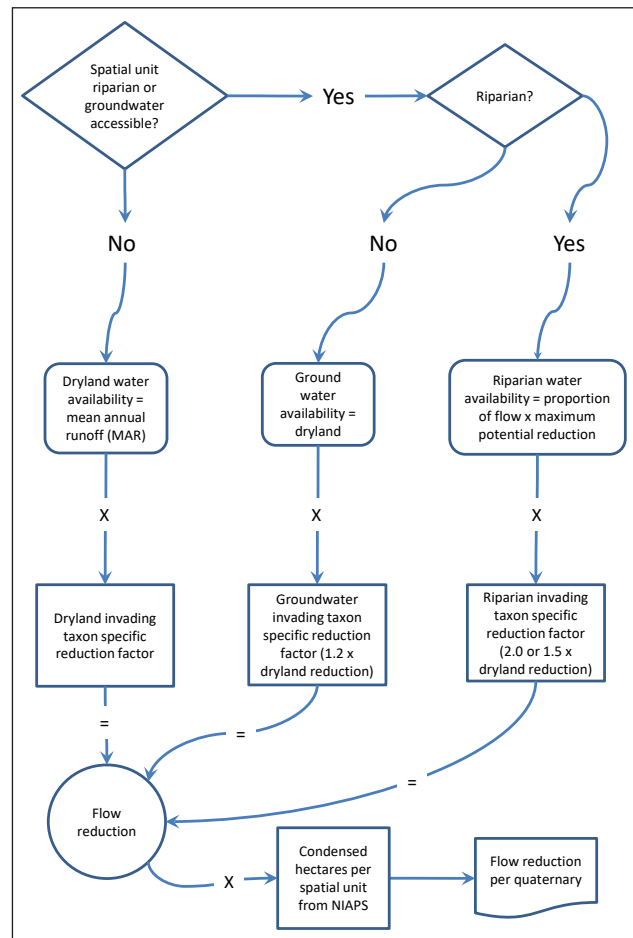 Spatial unit
riparian or
groundwater
accessible?
Yes
Riparian?
No
No
Yes
Dryland water
availability =
mean annual
runoff (MAR)
Ground
water
availability =
dryland
Riparian water
availability = proportion
of flow x maximum
potential reduction
X
X
X
Dryland invading
taxon specific
reduction factor
Groundwater
invading taxon
specific reduction
factor (1.2 x
dryland reduction)
Riparian invading
taxon specific
reduction factor
(2.0 or 1.5 x
dryland reduction)
=
=
=
Flow
reduction
X
Condensed
hectares per
spatial unit
from NIAPS
Flow reduction
per quaternary